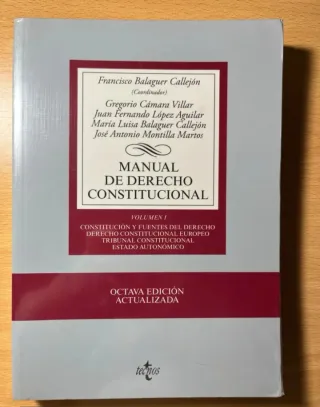 Francisco Balaguer Callejón
(Coordinador)
Gregorio Cámara Villar
Juan Fernando López Aguilar
María Luisa Balaguer Callejón
José Antonio Montilla Martos
MANUAL
DE DERECHO
CONSTITUCIONAL
VOLUMEN I
CONSTITUCIÓN Y FUENTES DEL DERECHO
DERECHO CONSTITUCIONAL EUROPEO
TRIBUNAL CONSTITUCIONAL
ESTADO AUTONÓMICO
OCTAVA EDICIÓN
ACTUALIZADA
tecnos